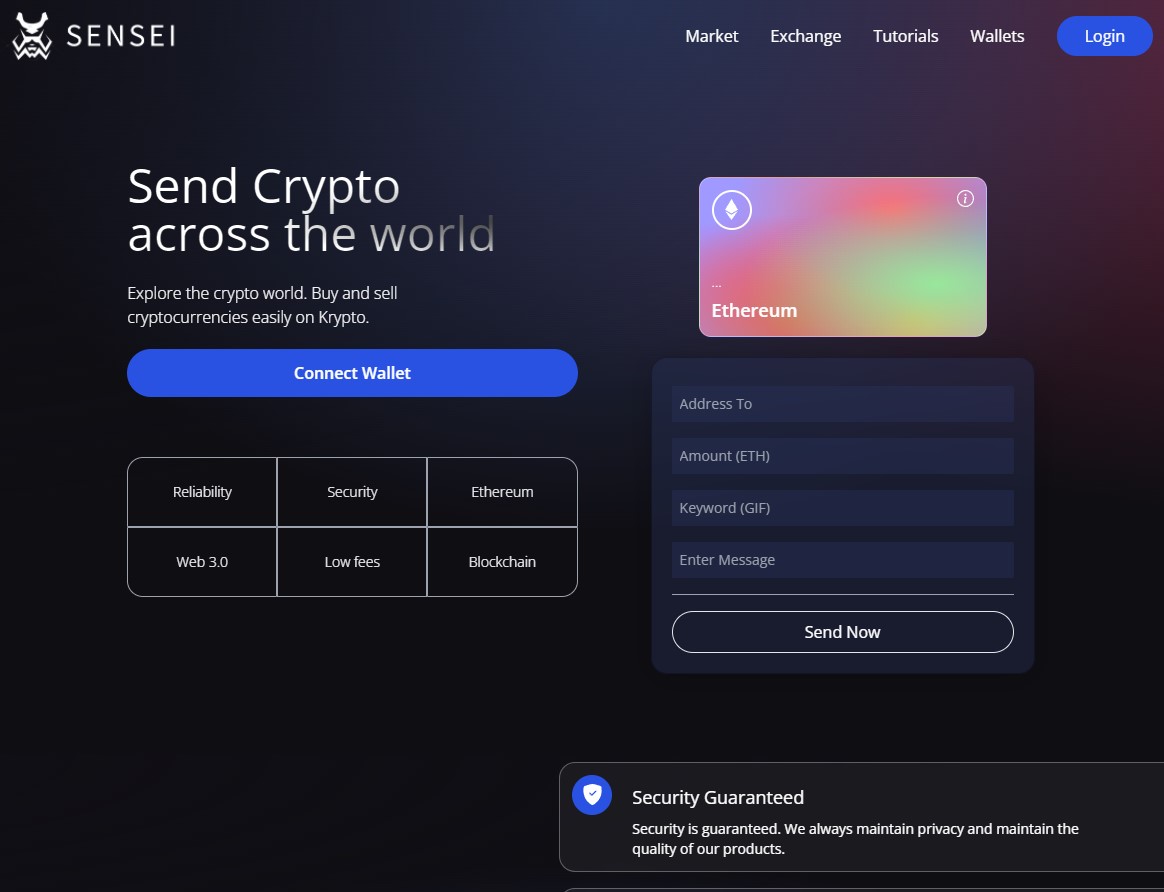 SENSEI
Market
Exchange
Tutorials
Wallets
Login
Send Crypto
across the world
Explore the crypto world. Buy and sell
cryptocurrencies easily on Krypto.
Connect Wallet
Reliability
Security
Ethereum
Web 3.0
Low fees
Blockchain
i
...
Ethereum
Address To
Amount (ETH)
Keyword (GIF)
Enter Message
Send Now
Security Guaranteed
Security is guaranteed. We always maintain privacy and maintain the
quality of our products.